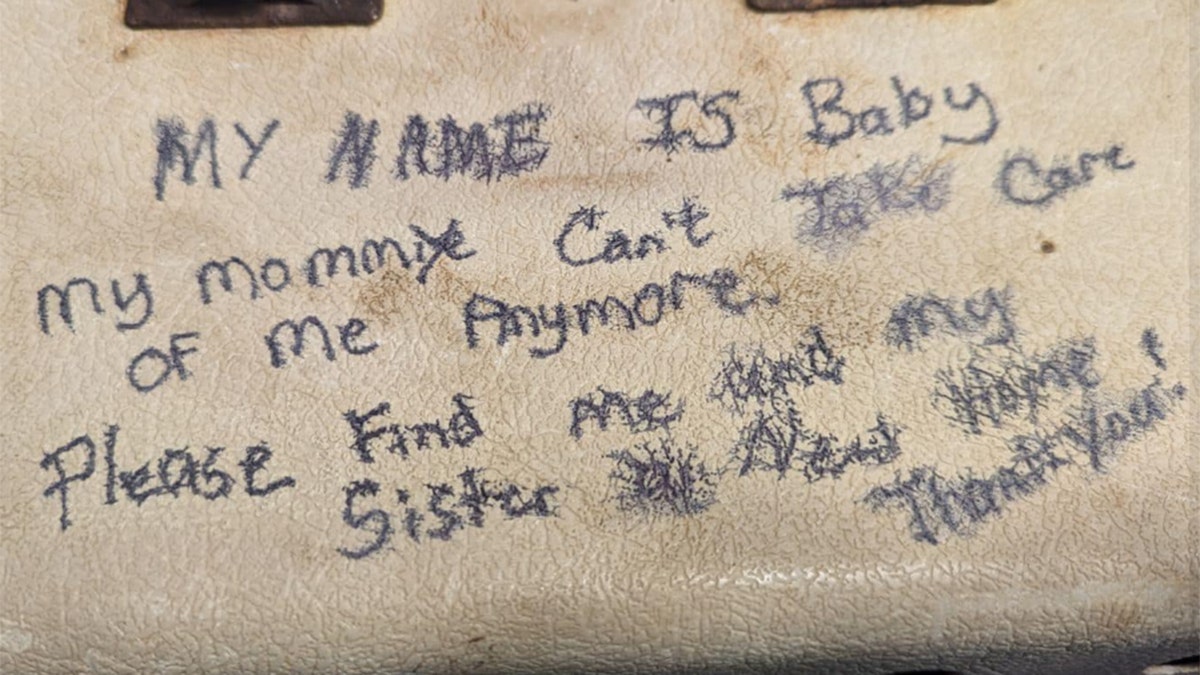 MY NAME IS Baby
my mommie Can't Take Care
OF me Anymore.
Please Find me and my
Sister a New Home
Thank You!